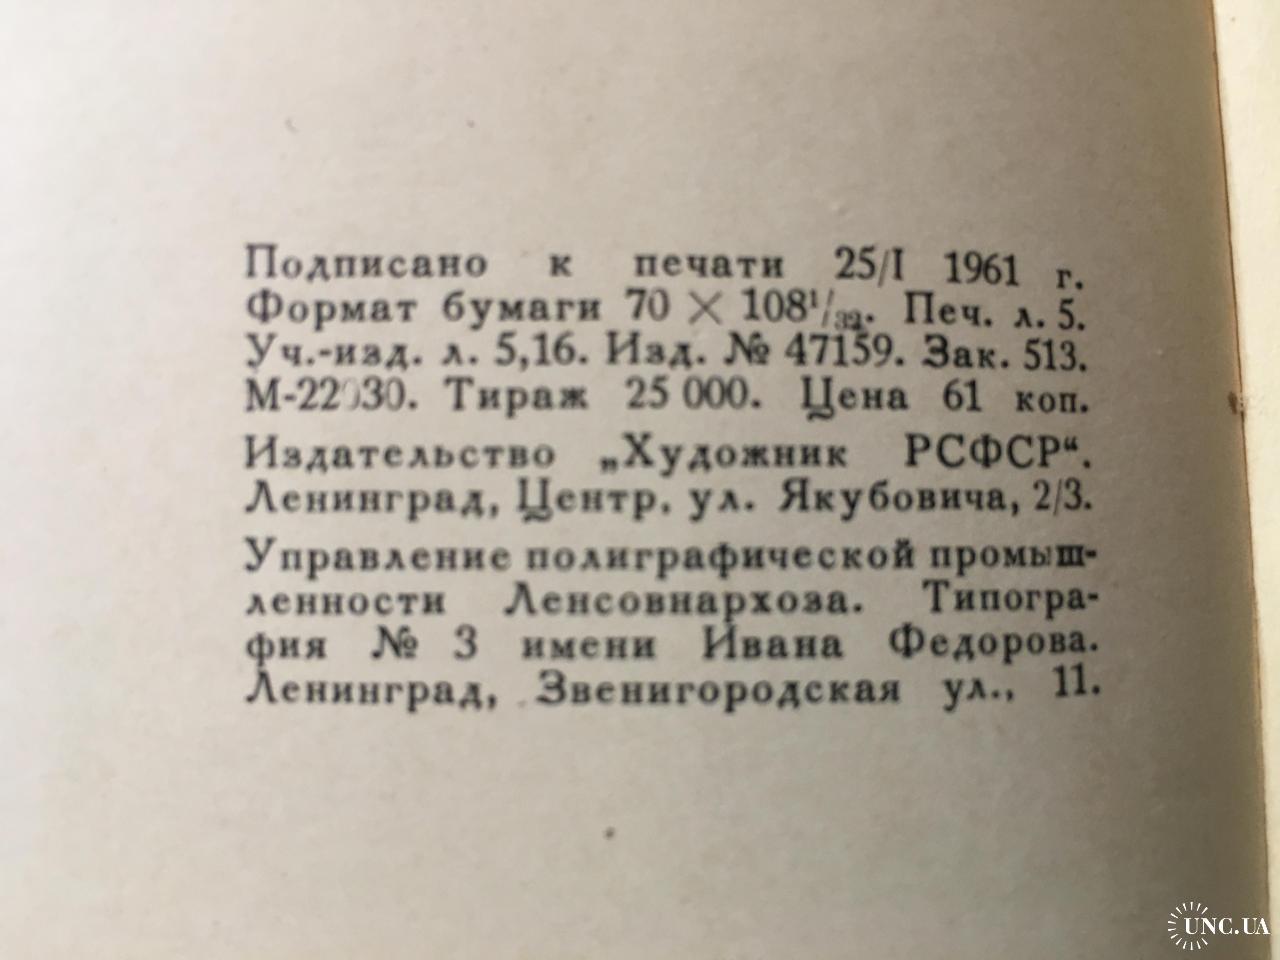 Подписано к печати 25/I 1961 г.
Формат бумаги 70 × 108¹/₃₂. Печ. л. 5.
Уч.-изд. л. 5,16. Изд. № 47159. Зак. 513.
М-22030. Тираж 25 000. Цена 61 коп.
Издательство „Художник РСФСР“.
Ленинград, Центр, ул. Якубовича, 2/3.
Управление полиграфической промыш-
ленности Ленсовнархоза. Типогра-
фия № 3 имени Ивана Федорова.
Ленинград, Звенигородская ул., 11.
UNC.UA